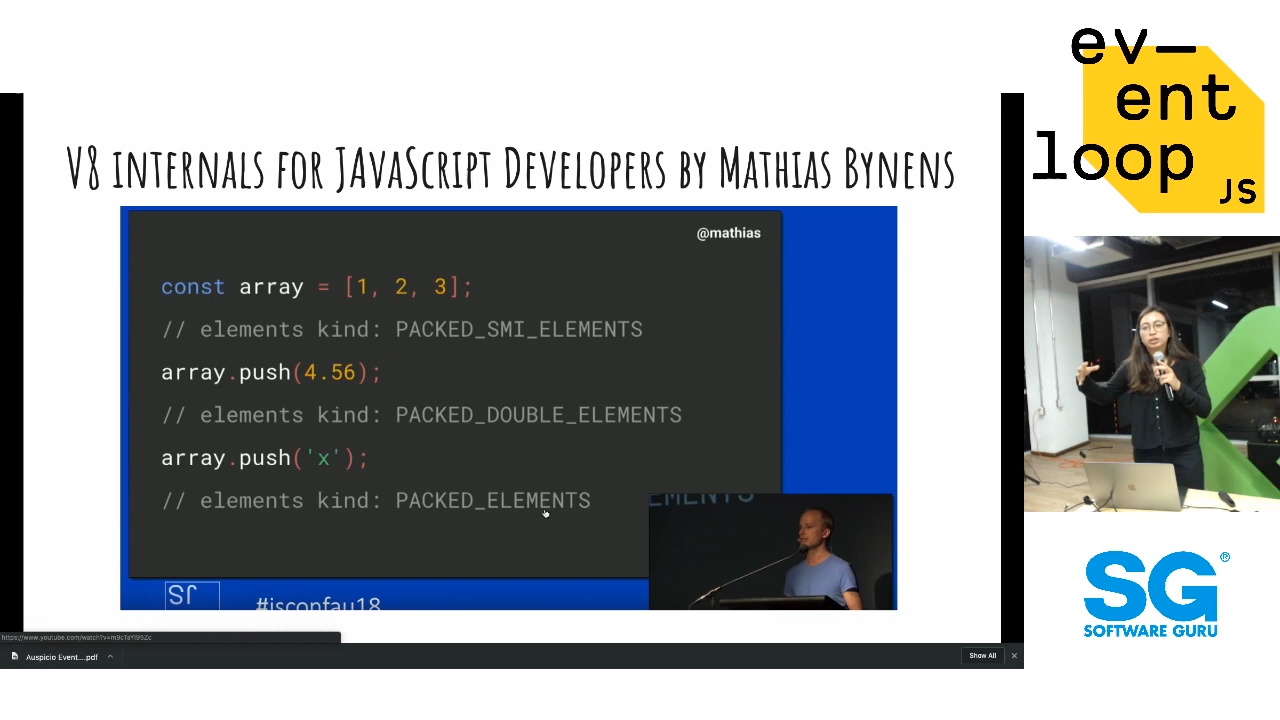 ev—
ent
loop
JS
V8 INTERNALS FOR JAVASCRIPT DEVELOPERS BY MATHIAS BYNENS
@mathias
const array = [1, 2, 3];
// elements kind: PACKED_SMI_ELEMENTS
array.push(4.56);
// elements kind: PACKED_DOUBLE_ELEMENTS
array.push('x');
// elements kind: PACKED_ELEMENTS
EMENTS
#jsconfau18
Auspicio Event....pdf
Show All
SG®
SOFTWARE GURU